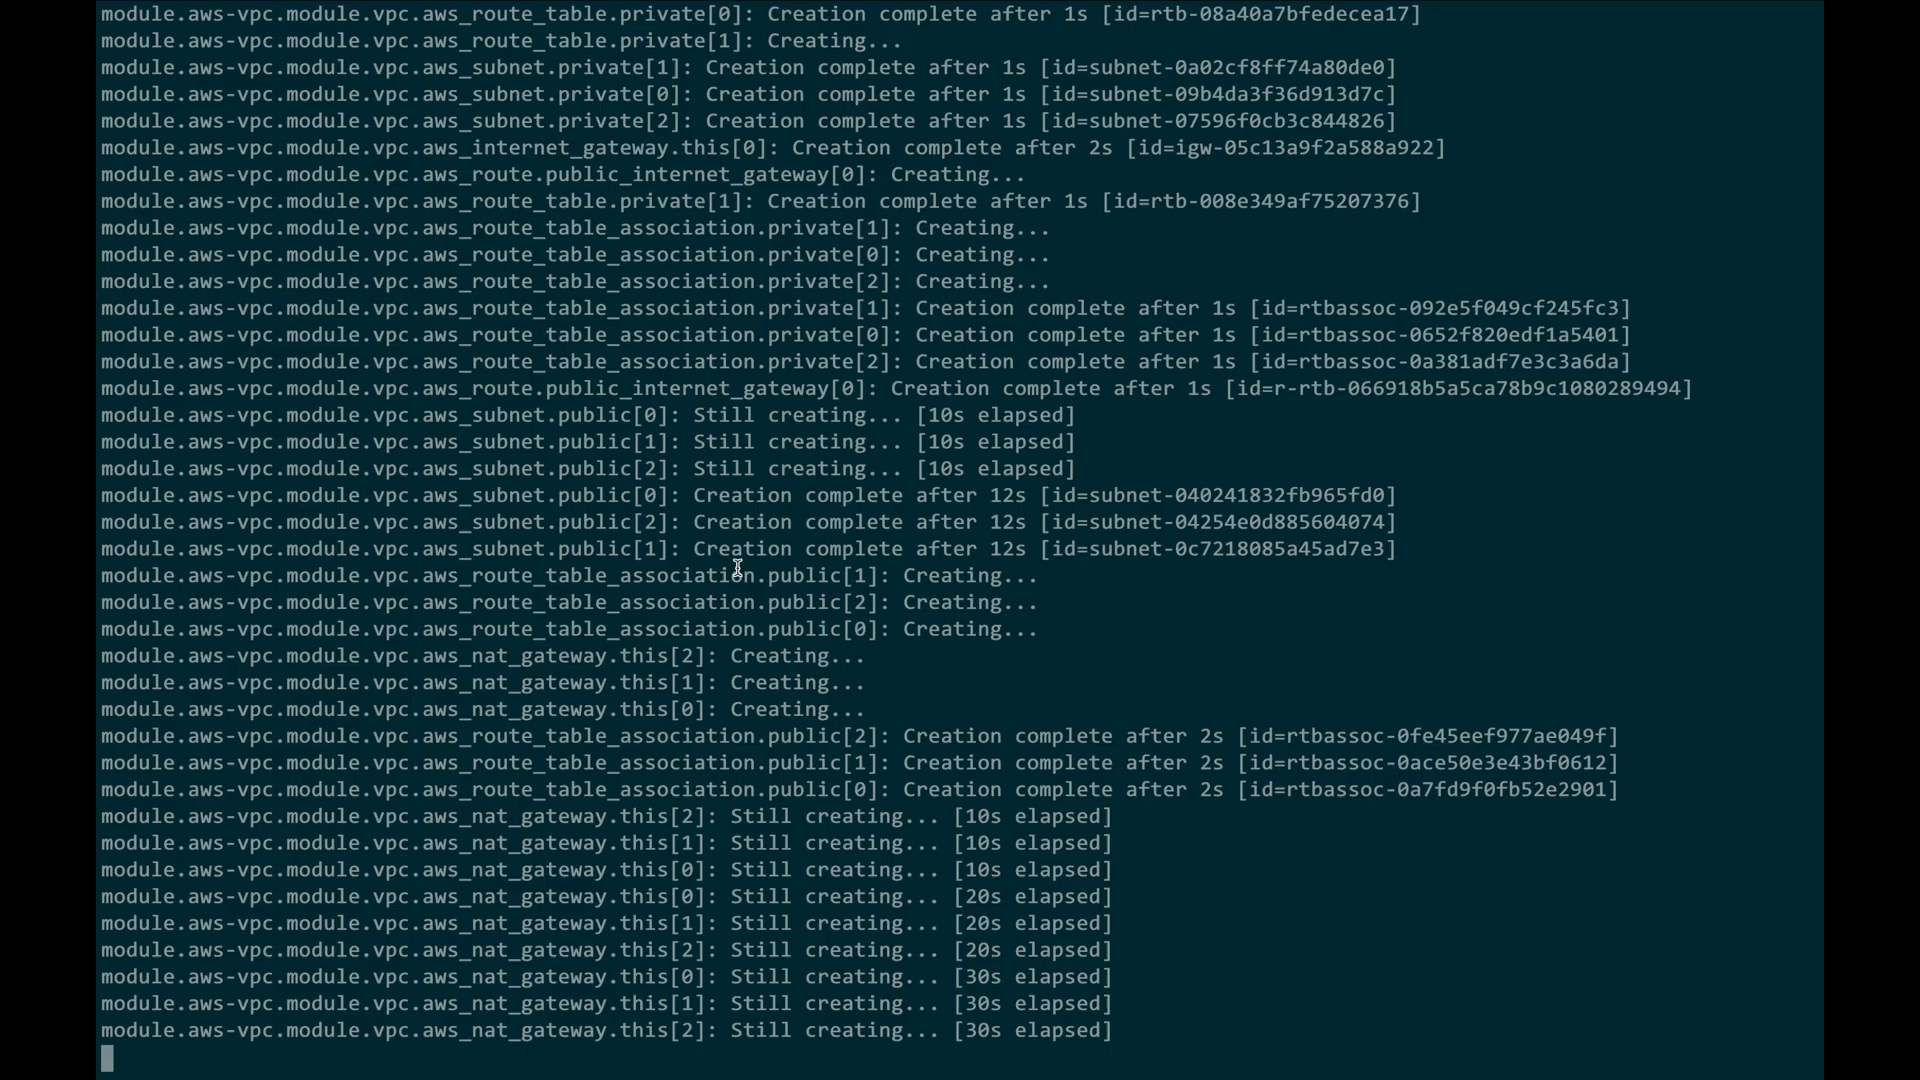 module.aws-vpc.module.vpc.aws_route_table.private[0]: Creation complete after 1s [id=rtb-08a40a7bfedecea17]
module.aws-vpc.module.vpc.aws_route_table.private[1]: Creating...
module.aws-vpc.module.vpc.aws_subnet.private[1]: Creation complete after 1s [id=subnet-0a02cf8ff74a80de0]
module.aws-vpc.module.vpc.aws_subnet.private[0]: Creation complete after 1s [id=subnet-09b4da3f36d913d7c]
module.aws-vpc.module.vpc.aws_subnet.private[2]: Creation complete after 1s [id=subnet-07596f0cb3c844826]
module.aws-vpc.module.vpc.aws_internet_gateway.this[0]: Creation complete after 2s [id=igw-05c13a9f2a588a922]
module.aws-vpc.module.vpc.aws_route.public_internet_gateway[0]: Creating...
module.aws-vpc.module.vpc.aws_route_table.private[1]: Creation complete after 1s [id=rtb-008e349af75207376]
module.aws-vpc.module.vpc.aws_route_table_association.private[1]: Creating...
module.aws-vpc.module.vpc.aws_route_table_association.private[0]: Creating...
module.aws-vpc.module.vpc.aws_route_table_association.private[2]: Creating...
module.aws-vpc.module.vpc.aws_route_table_association.private[1]: Creation complete after 1s [id=rtbassoc-092e5f049cf245fc3]
module.aws-vpc.module.vpc.aws_route_table_association.private[0]: Creation complete after 1s [id=rtbassoc-0652f820edf1a5401]
module.aws-vpc.module.vpc.aws_route_table_association.private[2]: Creation complete after 1s [id=rtbassoc-0a381adf7e3c3a6da]
module.aws-vpc.module.vpc.aws_route.public_internet_gateway[0]: Creation complete after 1s [id=r-rtb-066918b5a5ca78b9c1080289494]
module.aws-vpc.module.vpc.aws_subnet.public[0]: Still creating... [10s elapsed]
module.aws-vpc.module.vpc.aws_subnet.public[1]: Still creating... [10s elapsed]
module.aws-vpc.module.vpc.aws_subnet.public[2]: Still creating... [10s elapsed]
module.aws-vpc.module.vpc.aws_subnet.public[0]: Creation complete after 12s [id=subnet-040241832fb965fd0]
module.aws-vpc.module.vpc.aws_subnet.public[2]: Creation complete after 12s [id=subnet-04254e0d885604074]
module.aws-vpc.module.vpc.aws_subnet.public[1]: Creation complete after 12s [id=subnet-0c7218085a45ad7e3]
module.aws-vpc.module.vpc.aws_route_table_association.public[1]: Creating...
module.aws-vpc.module.vpc.aws_route_table_association.public[2]: Creating...
module.aws-vpc.module.vpc.aws_route_table_association.public[0]: Creating...
module.aws-vpc.module.vpc.aws_nat_gateway.this[2]: Creating...
module.aws-vpc.module.vpc.aws_nat_gateway.this[1]: Creating...
module.aws-vpc.module.vpc.aws_nat_gateway.this[0]: Creating...
module.aws-vpc.module.vpc.aws_route_table_association.public[2]: Creation complete after 2s [id=rtbassoc-0fe45eef977ae049f]
module.aws-vpc.module.vpc.aws_route_table_association.public[1]: Creation complete after 2s [id=rtbassoc-0ace50e3e43bf0612]
module.aws-vpc.module.vpc.aws_route_table_association.public[0]: Creation complete after 2s [id=rtbassoc-0a7fd9f0fb52e2901]
module.aws-vpc.module.vpc.aws_nat_gateway.this[2]: Still creating... [10s elapsed]
module.aws-vpc.module.vpc.aws_nat_gateway.this[1]: Still creating... [10s elapsed]
module.aws-vpc.module.vpc.aws_nat_gateway.this[0]: Still creating... [10s elapsed]
module.aws-vpc.module.vpc.aws_nat_gateway.this[0]: Still creating... [20s elapsed]
module.aws-vpc.module.vpc.aws_nat_gateway.this[1]: Still creating... [20s elapsed]
module.aws-vpc.module.vpc.aws_nat_gateway.this[2]: Still creating... [20s elapsed]
module.aws-vpc.module.vpc.aws_nat_gateway.this[0]: Still creating... [30s elapsed]
module.aws-vpc.module.vpc.aws_nat_gateway.this[1]: Still creating... [30s elapsed]
module.aws-vpc.module.vpc.aws_nat_gateway.this[2]: Still creating... [30s elapsed]